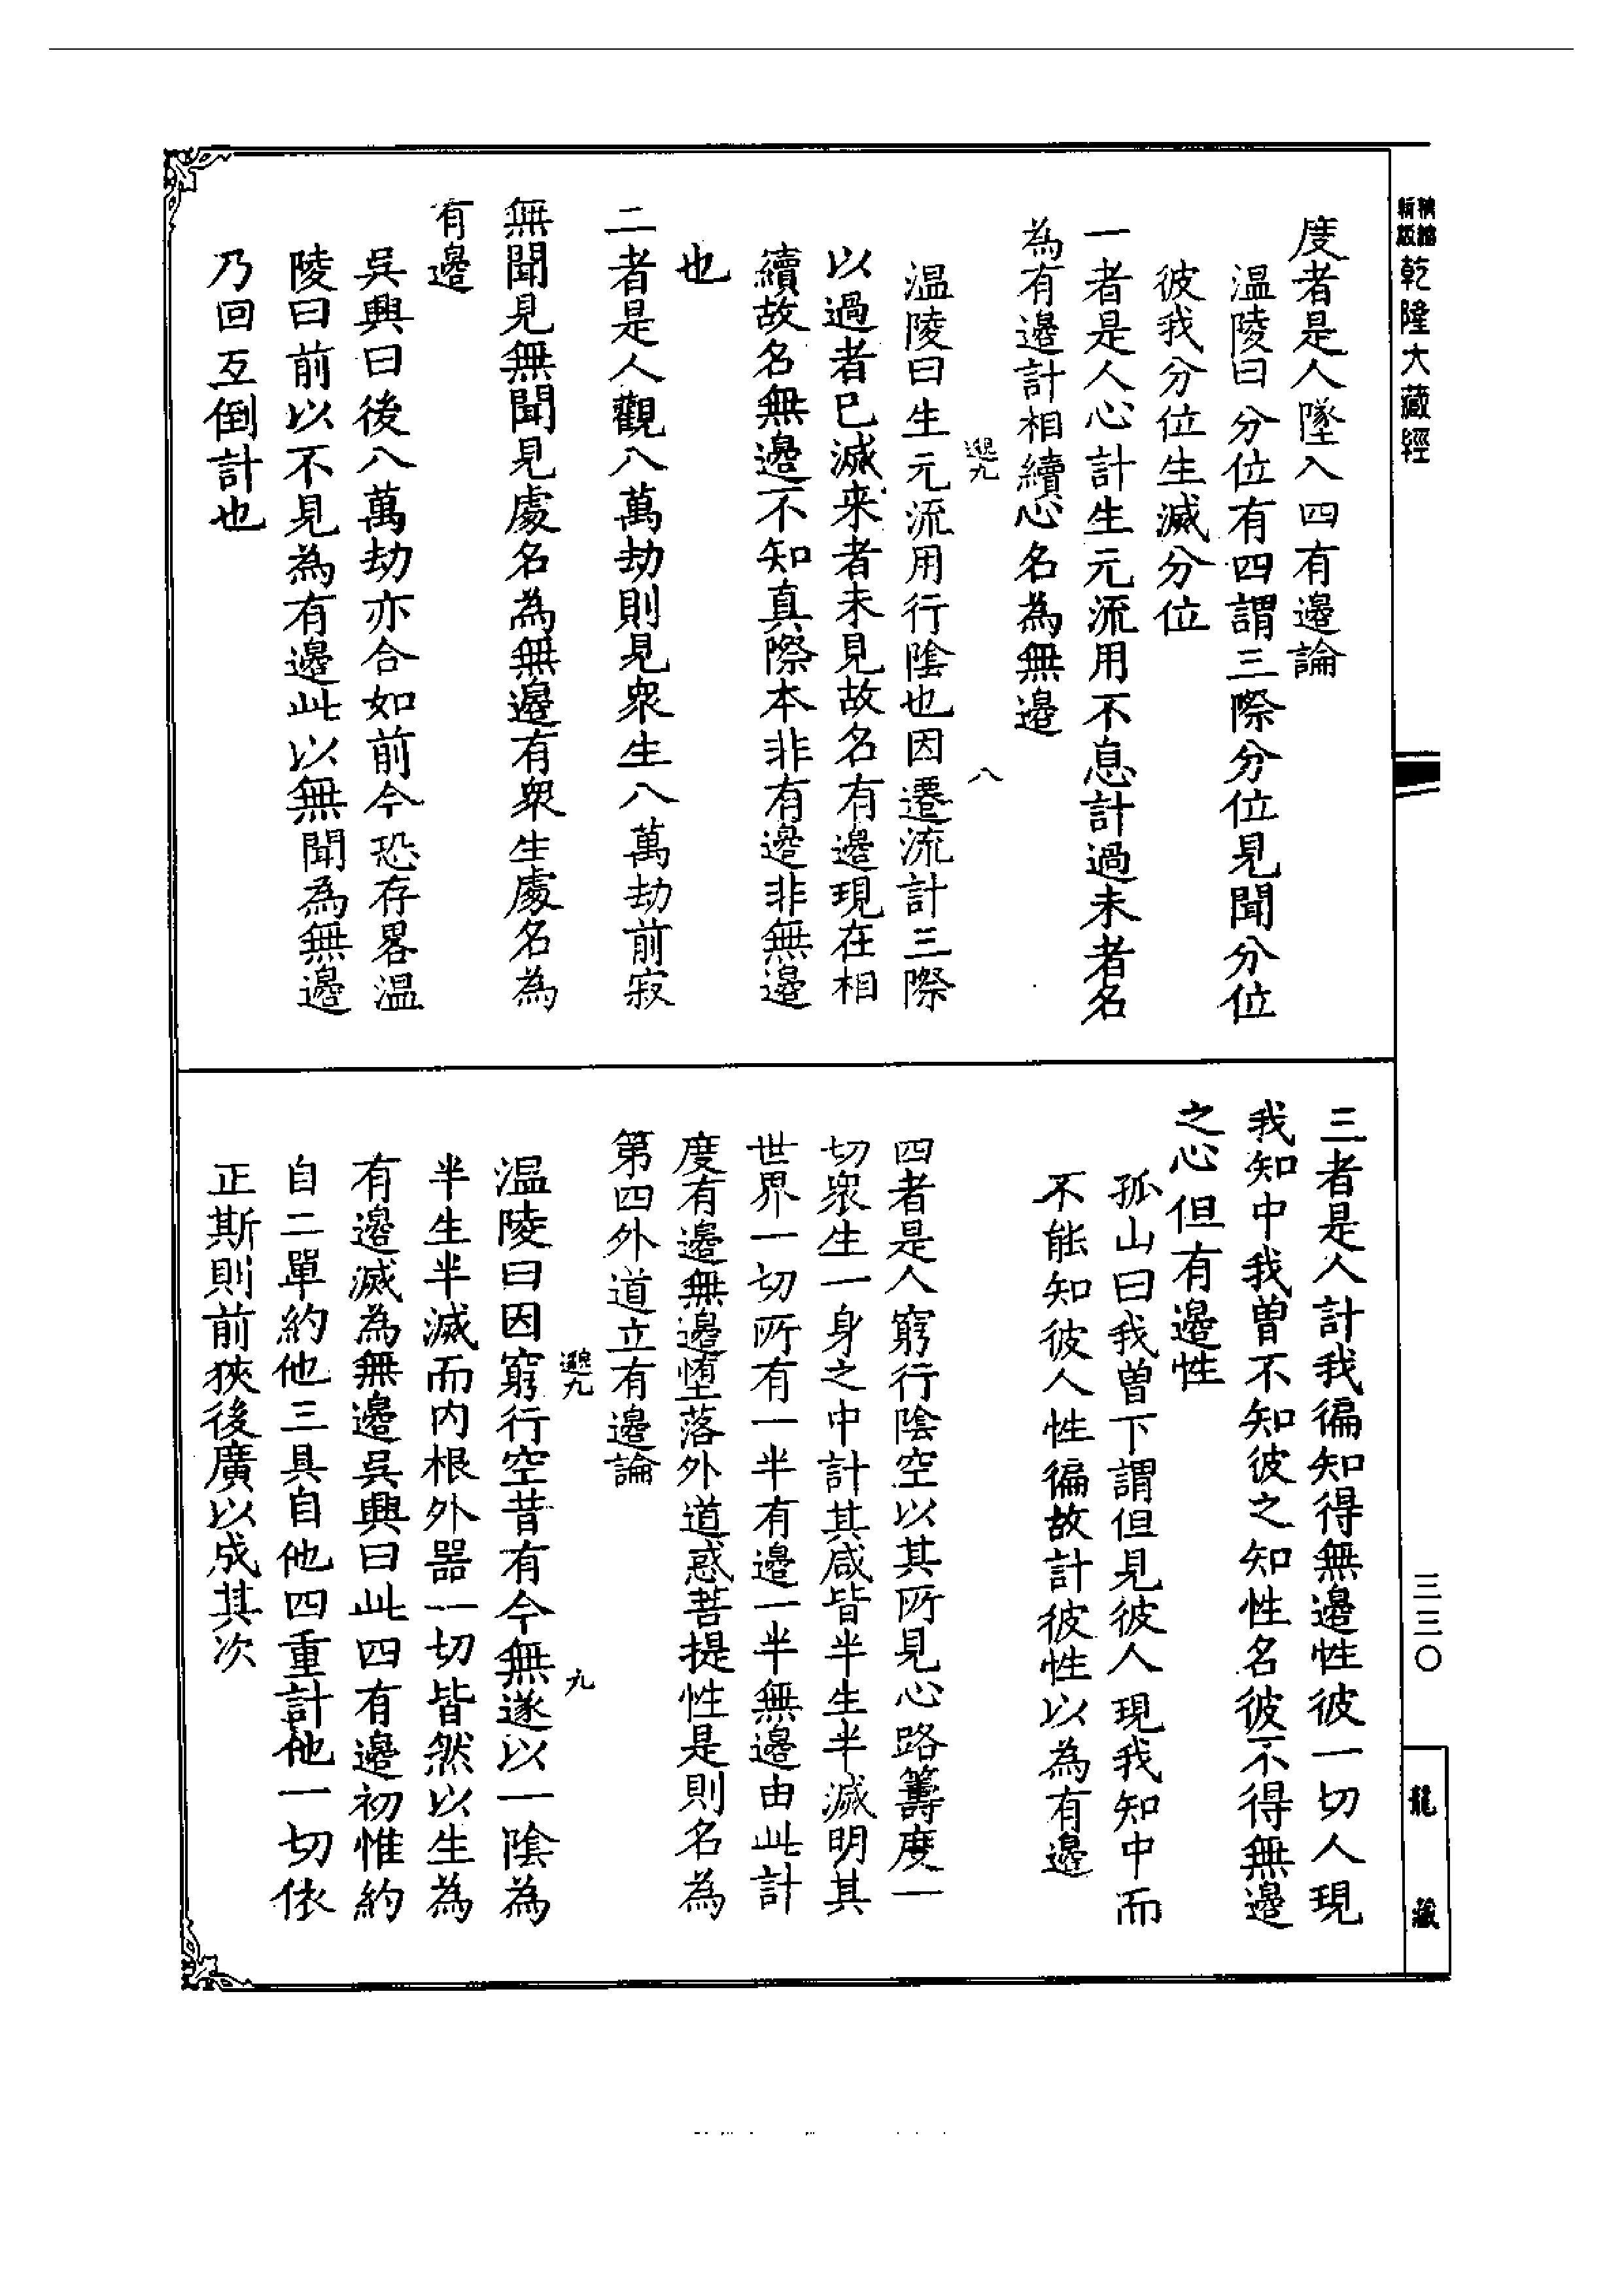 精縮新版
乾隆大藏經
度者是人墜入四有邊論
温陵曰分位有四謂三際分位見聞分位
彼我分位生滅分位
一者是人心計生元流用不息計過未者名
為有邊計相續心名為無邊
八
温陵曰生元流用行陰也因遷流計三際
以過者已滅来者未見故名有邊現在相
續故名無邊不知真際本非有邊非無邊
也
二者是人觀八萬劫則見衆生八萬劫前寂
無聞見無聞見處名為無邊有衆生處名為
有邊
吳興曰後八萬劫亦合如前今恐存畧温
陵曰前以不見為有邊此以無聞為無邊
乃回互倒計也
三三〇
龍藏
三者是人計我徧知得無邊性彼一切人現
我知中我曾不知彼之知性名彼不得無邊
之心但有邊性
孤山曰我曾下謂但見彼人現我知中而
不能知彼人性徧故計彼性以為有邊
四者是人窮行陰空以其所見心路籌度一
切衆生一身之中計其咸皆半生半滅明其
世界一切所有一半有邊一半無邊由此計
度有邊無邊堕落外道惑菩提性是則名為
第四外道立有邊論
九
温陵曰因窮行空昔有今無遂以一陰為
半生半滅而内根外器一切皆然以生為
有邊滅為無邊吳興曰此四有邊初惟約
自二單約他三具自他四重計他一切依
正斯則前狹後廣以成其次